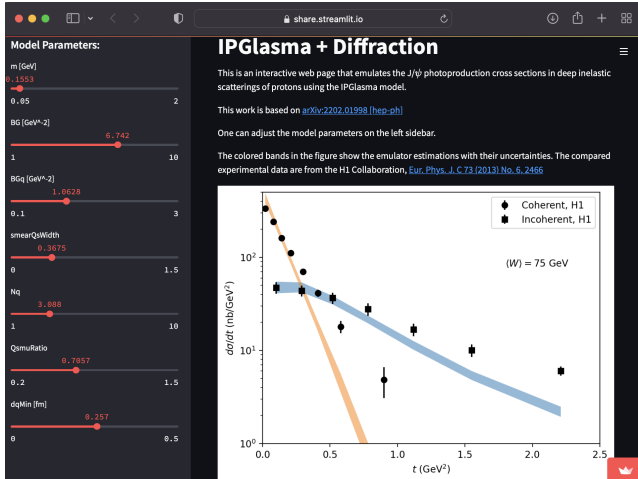 share.streamlit.io
Model Parameters:
m [GeV]
0.1553
0.05 2
BG [GeV^-2]
6.742
1 10
BGq [GeV^-2]
1.0628
0.1 3
smearQsWidth
0.3675
0 1.5
Nq
3.088
1 10
QsmuRatio
0.7057
0.2 1.5
dqMin [fm]
0.257
0 0.5
IPGlasma + Diffraction
This is an interactive web page that emulates the J/ψ photoproduction cross sections in deep inelastic
scatterings of protons using the IPGlasma model.
This work is based on arXiv:2202.01998 [hep-ph]
One can adjust the model parameters on the left sidebar.
The colored bands in the figure show the emulator estimations with their uncertainties. The compared
experimental data are from the H1 Collaboration, Eur. Phys. J. C 73 (2013) No. 6, 2466
Coherent, H1
Incoherent, H1
⟨W⟩ = 75 GeV
dσ/dt (nb/GeV²)
10²
10¹
10⁰
0.0 0.5 1.0 1.5 2.0 2.5
t (GeV²)